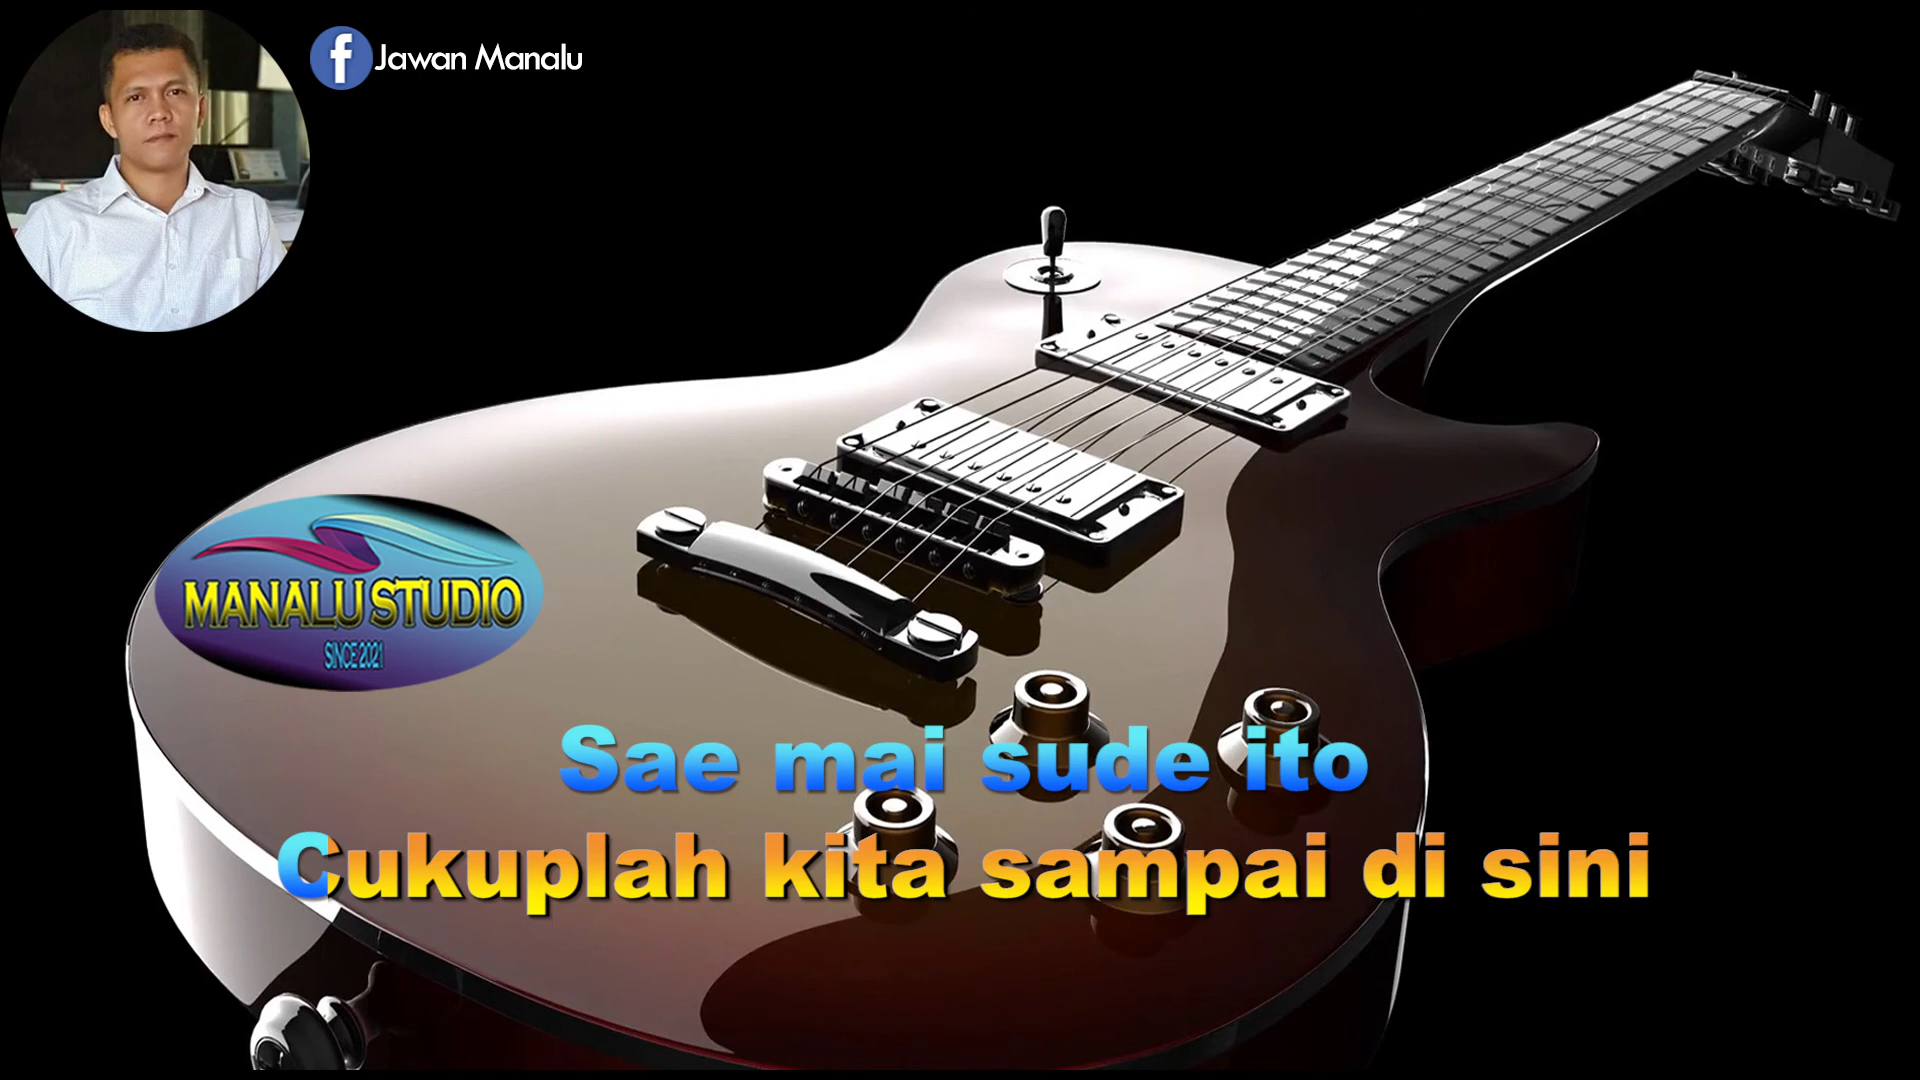 Jawan Manalu
MANALU STUDIO
SINCE 2021
Sae mai sude ito
Cukuplah kita sampai di sini